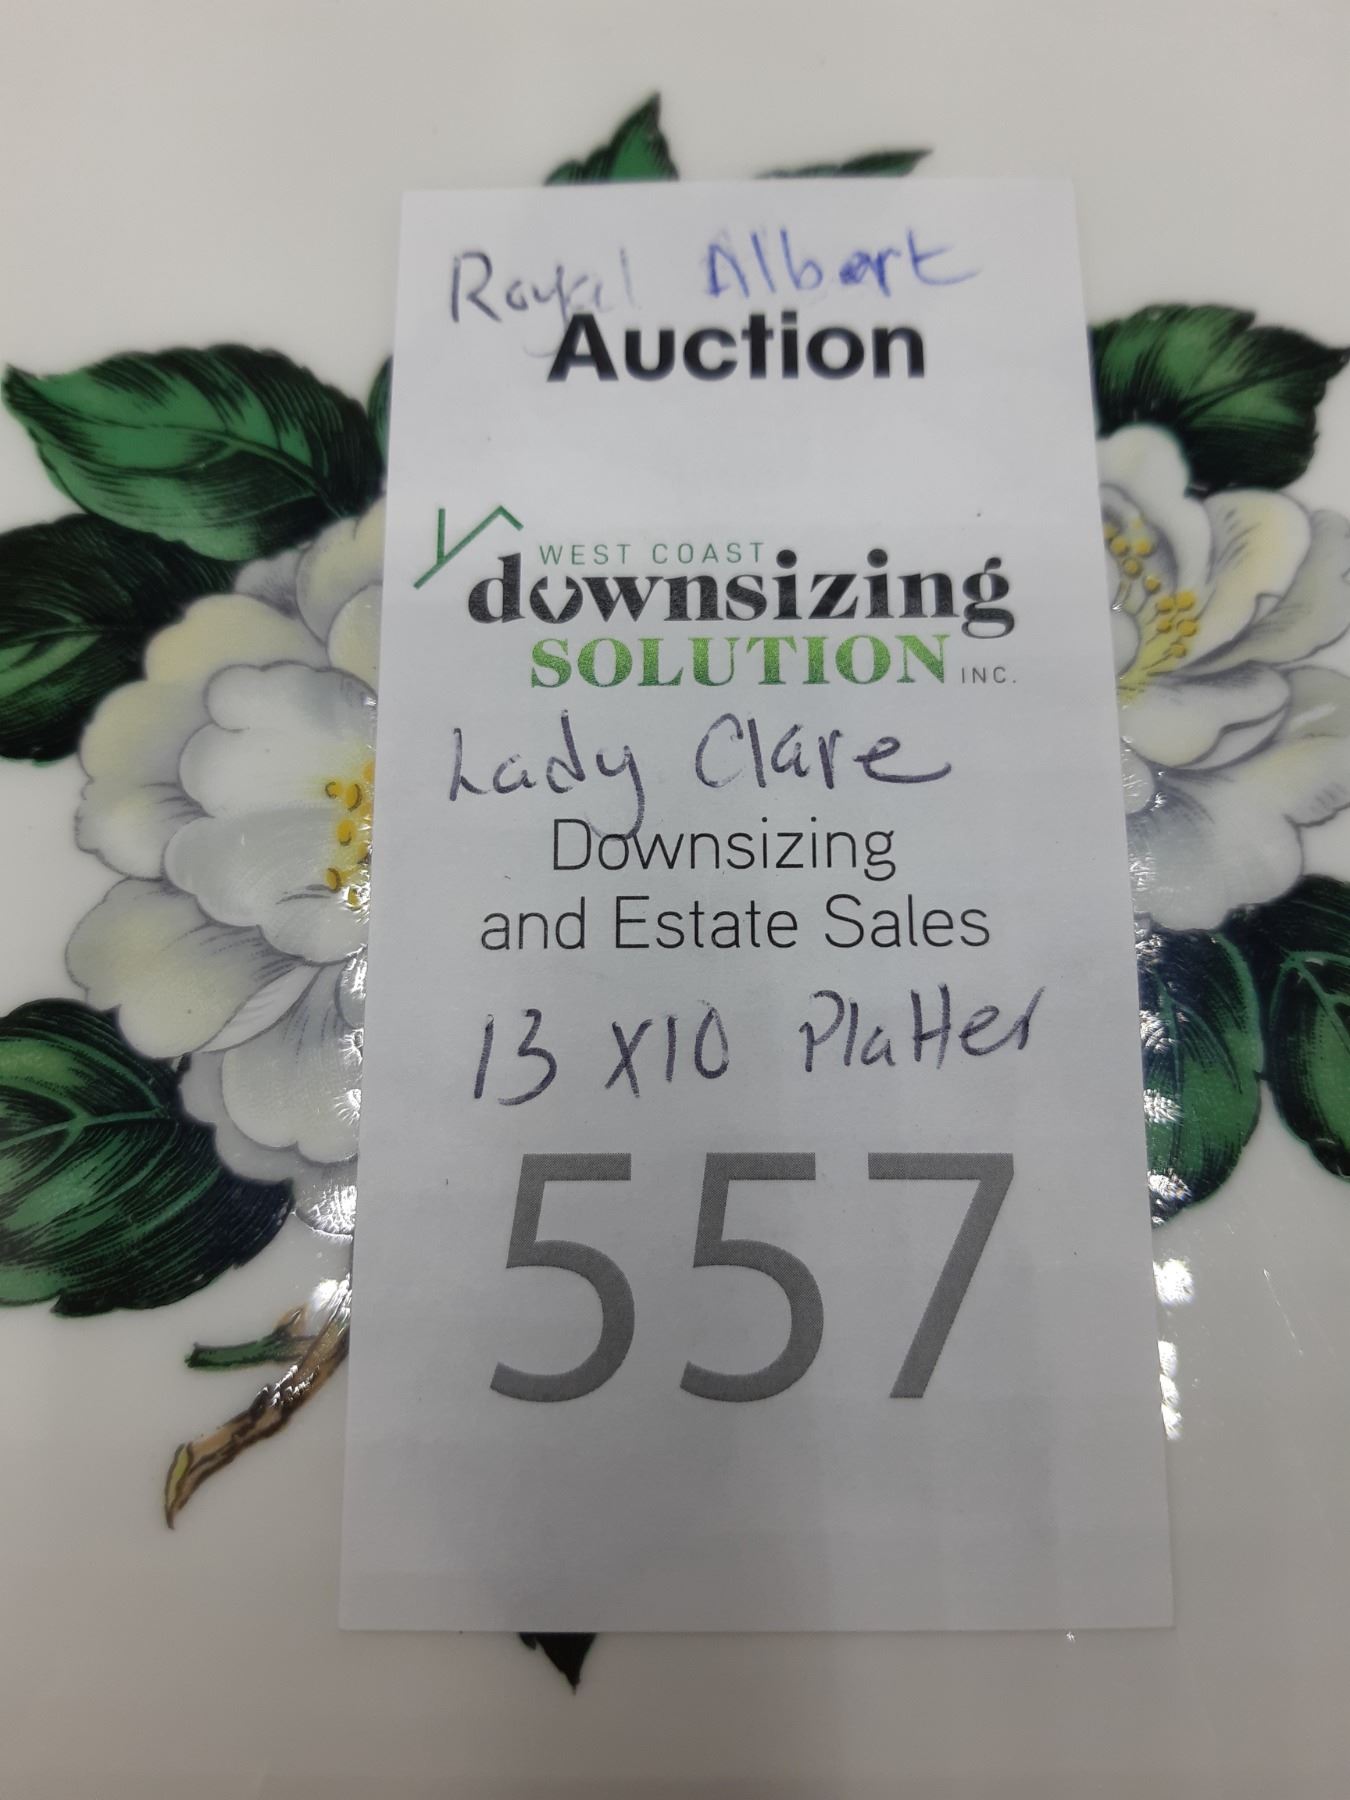 Royal Albert
Auction
WEST COAST
downsizing
SOLUTION INC.
Lady Clare
Downsizing
and Estate Sales
13 x10 Platter
557